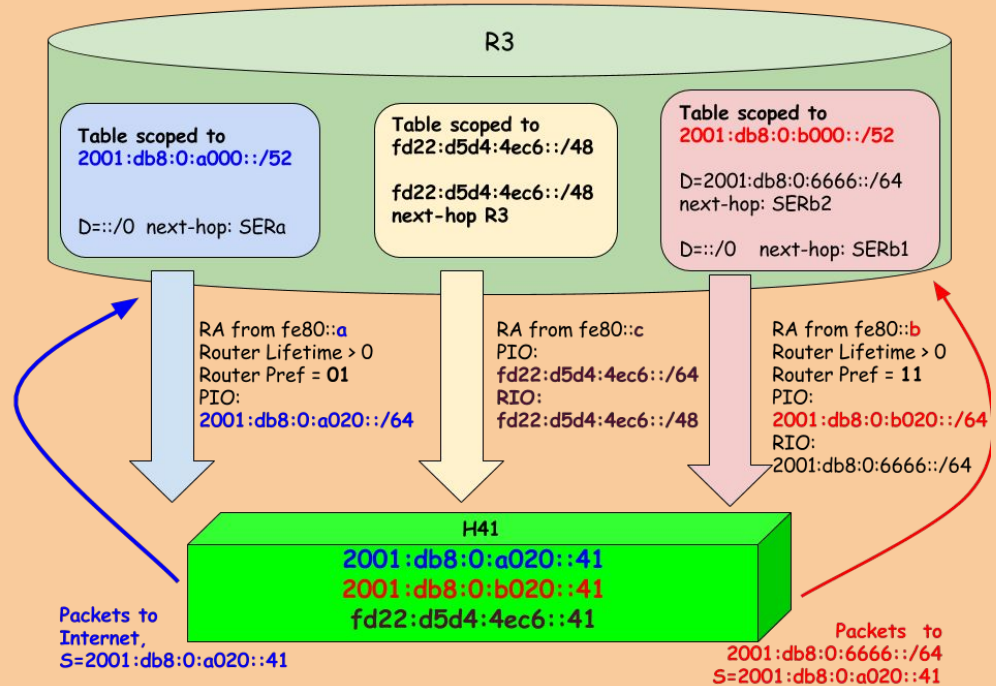 R3
Table scoped to
2001:db8:0:a000::/52
D=::/0 next-hop: SERa
Table scoped to
fd22:d5d4:4ec6::/48
fd22:d5d4:4ec6::/48
next-hop R3
Table scoped to
2001:db8:0:b000::/52
D=2001:db8:0:6666::/64
next-hop: SERb2
D=::/0 next-hop: SERb1
RA from fe80::a
Router Lifetime > 0
Router Pref = 01
PIO:
2001:db8:0:a020::/64
RA from fe80::c
PIO:
fd22:d5d4:4ec6::/64
RIO:
fd22:d5d4:4ec6::/48
RA from fe80::b
Router Lifetime > 0
Router Pref = 11
PIO:
2001:db8:0:b020::/64
RIO:
2001:db8:0:6666::/64
H41
2001:db8:0:a020::41
2001:db8:0:b020::41
fd22:d5d4:4ec6::41
Packets to
Internet,
S=2001:db8:0:a020::41
Packets to
2001:db8:0:6666::/64
S=2001:db8:0:a020::41